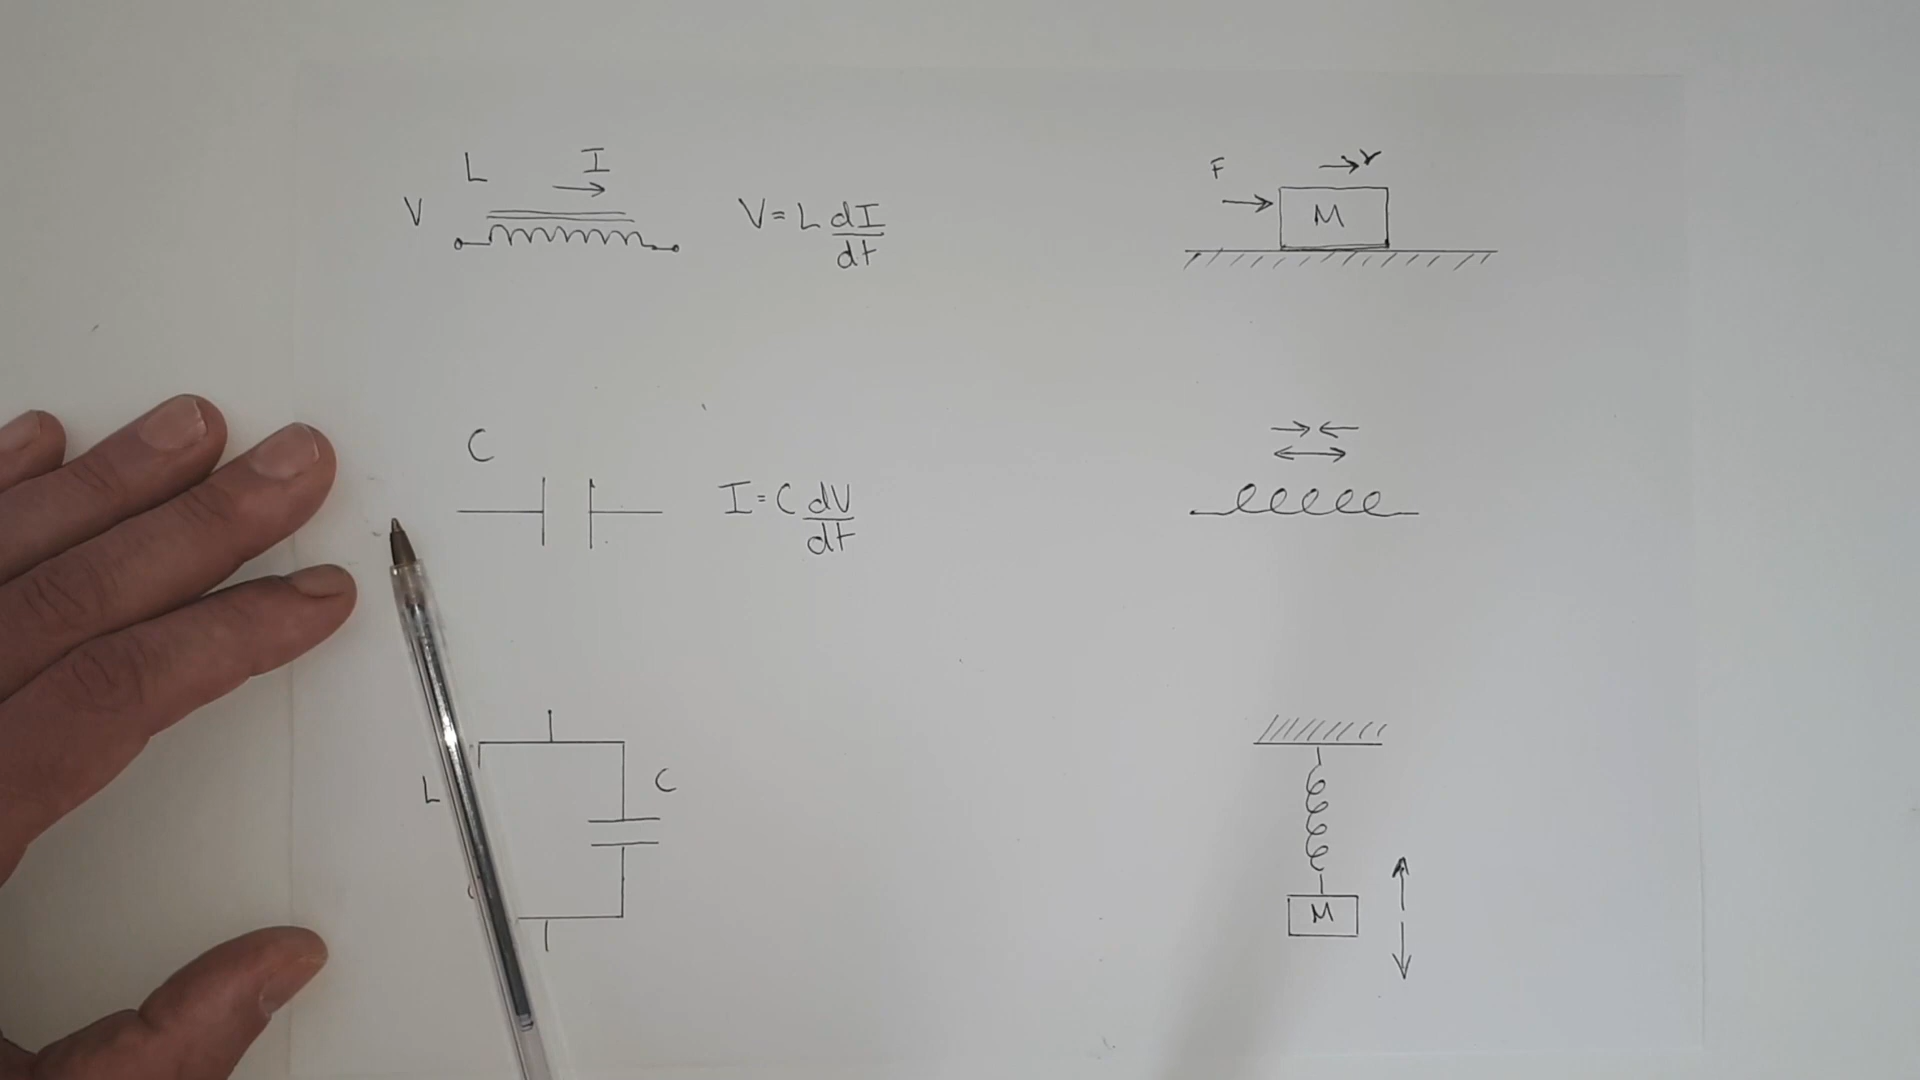 L I
V
V = L dI/dt
F v
M
C
I = C dV/dt
L C
M